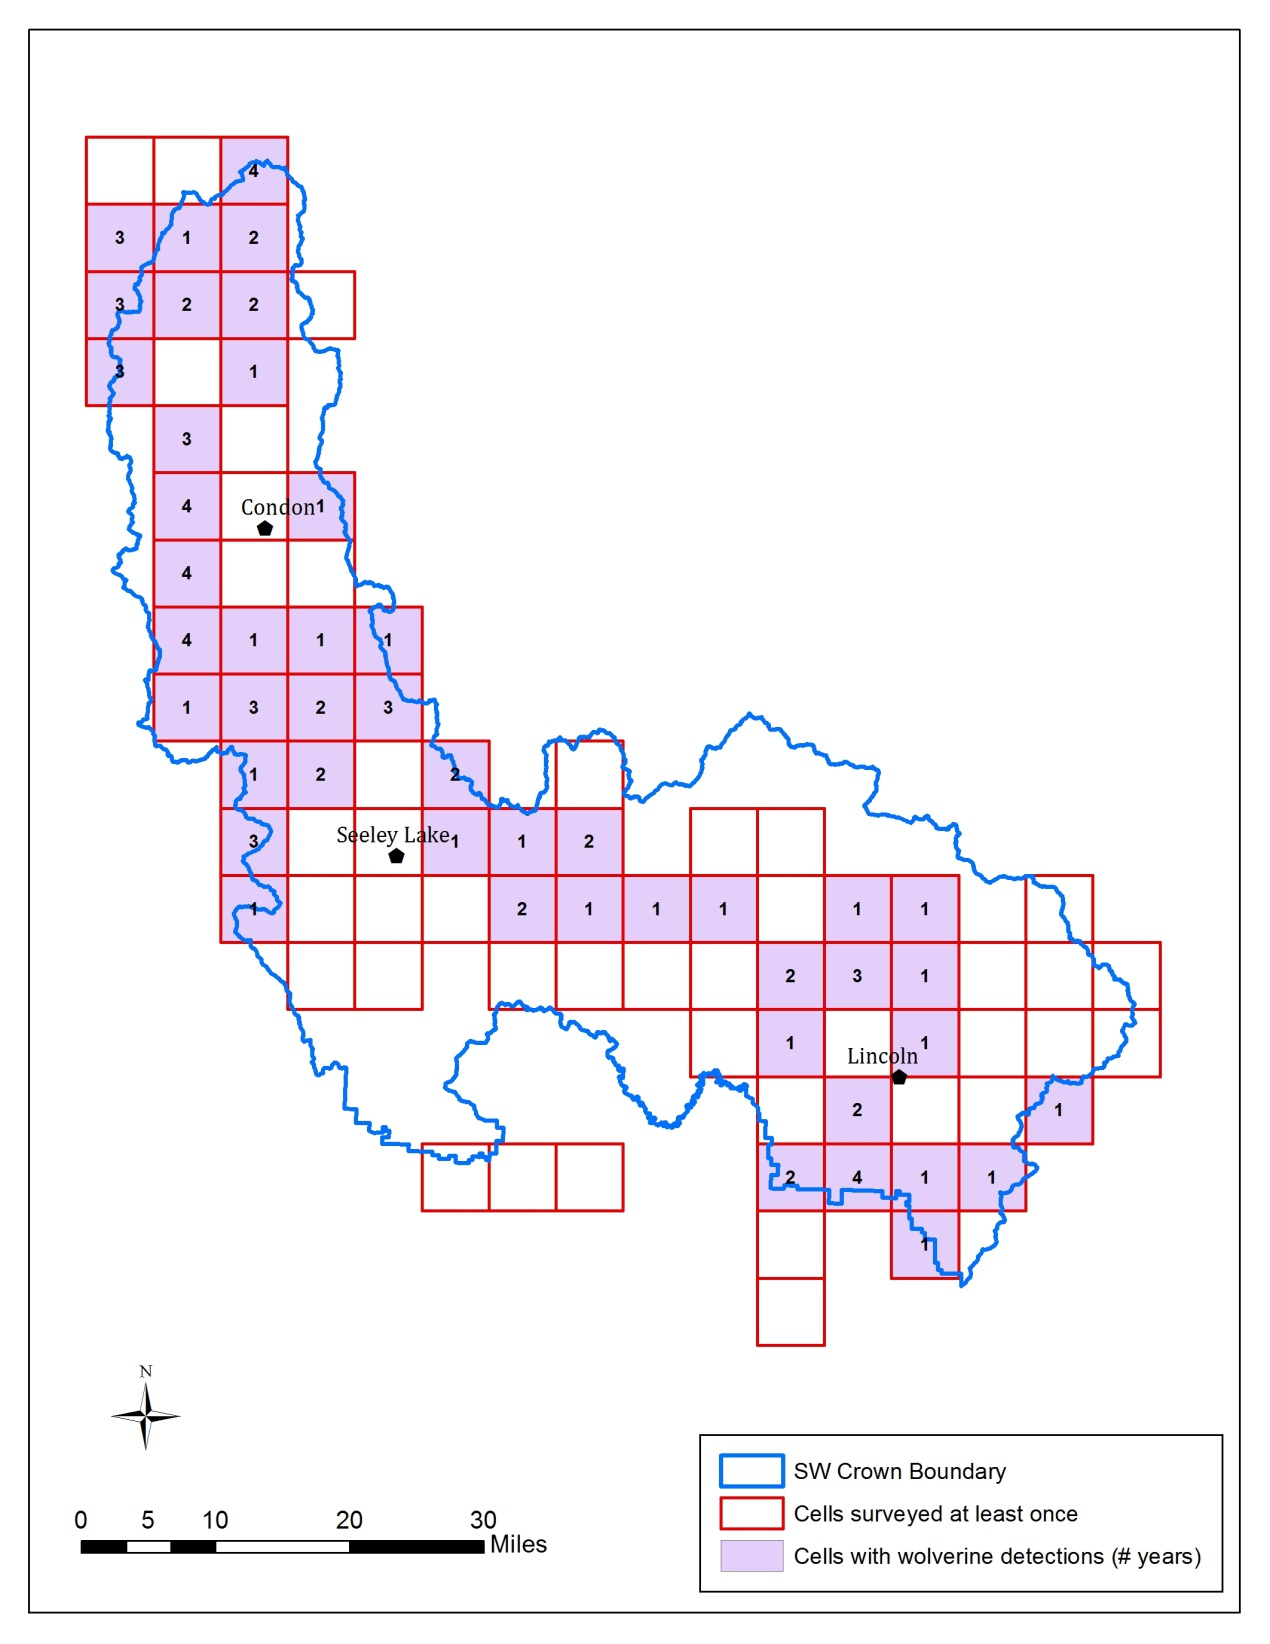 4
3 1 2
3 2 2
3 1
3
4 Condon 1
4
4 1 1 1
1 3 2 3
1 2 2
3 Seeley Lake 1 1 2
1 2 1 1 1 1 1
2 3 1
1 1
Lincoln
2 1
2 4 1 1
1
N
SW Crown Boundary
Cells surveyed at least once
Cells with wolverine detections (# years)
0 5 10 20 30
Miles